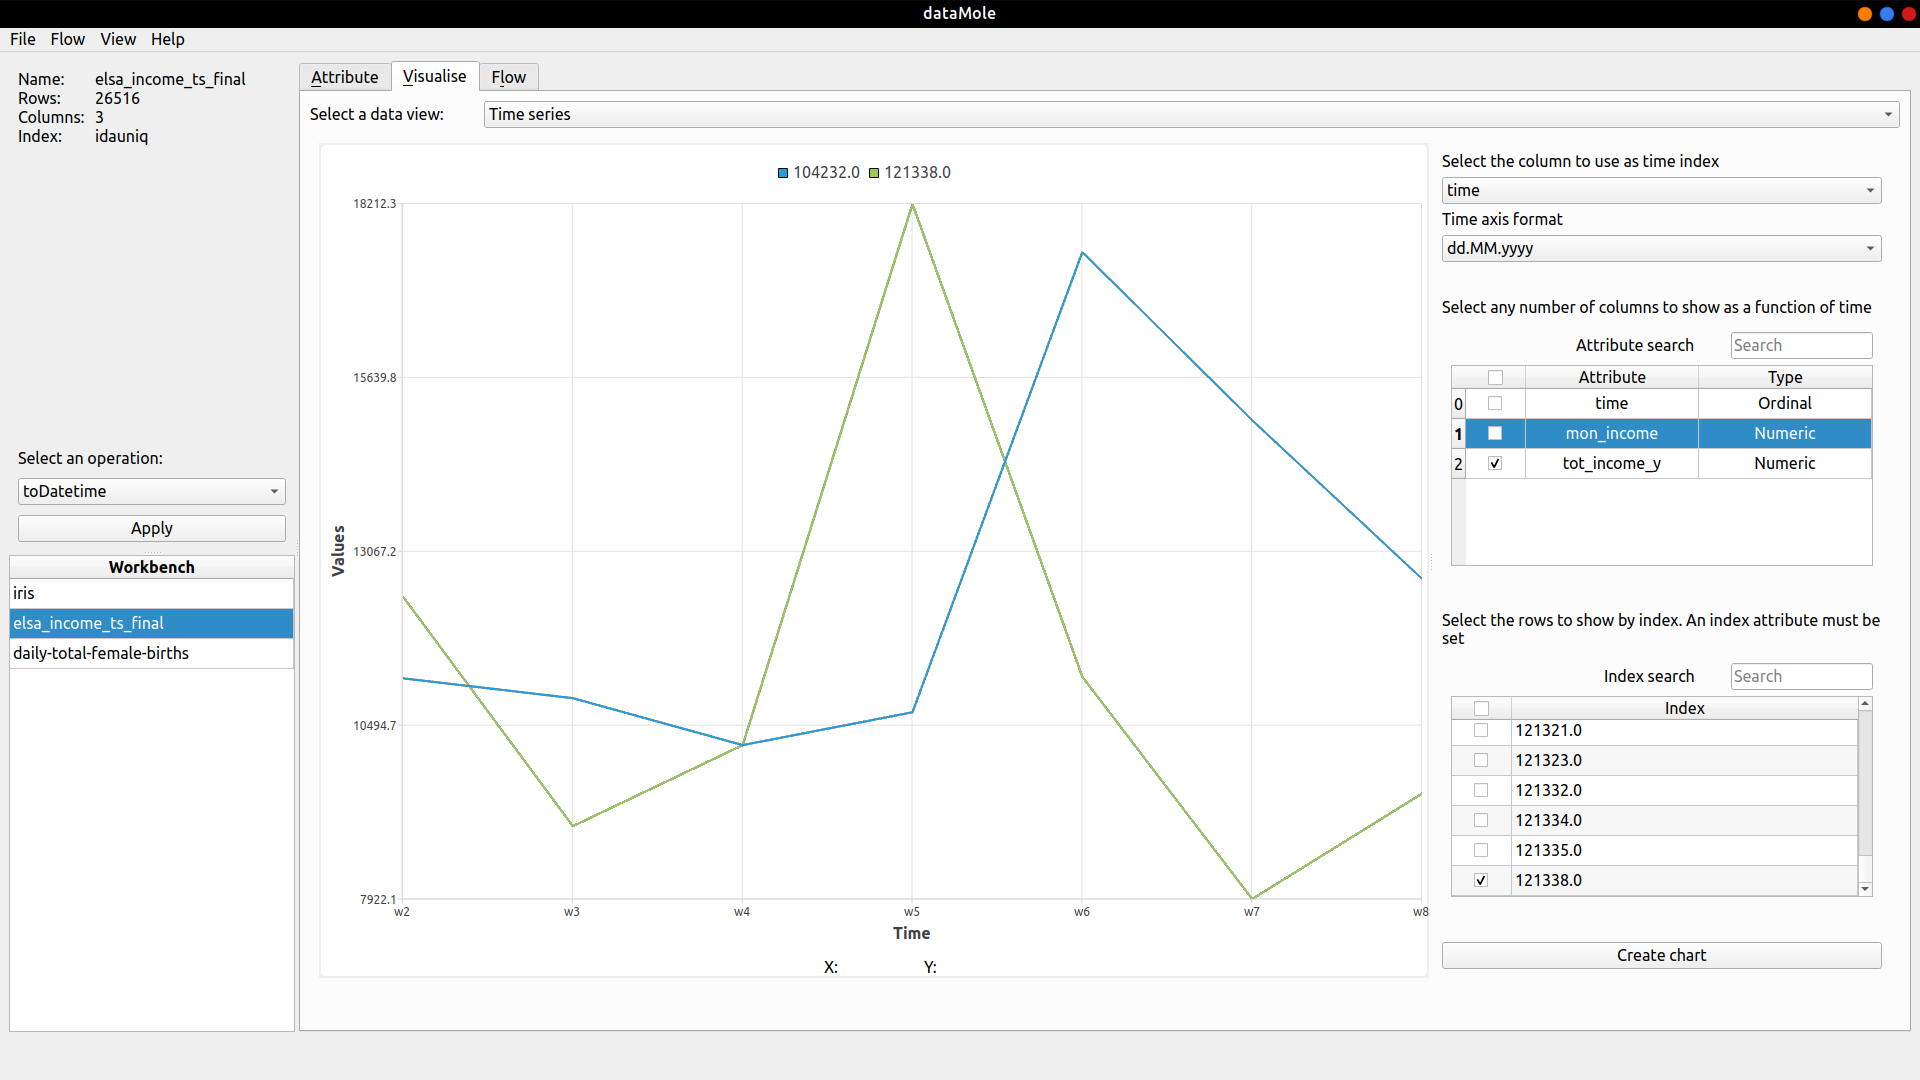 dataMole
File Flow View Help
Name: elsa_income_ts_final
Rows: 26516
Columns: 3
Index: idauniq
Select an operation:
toDatetime
Apply
Workbench
iris
elsa_income_ts_final
daily-total-female-births
Attribute Visualise Flow
Select a data view: Time series
104232.0 121338.0
18212.3
15639.8
13067.2
10494.7
7922.1
Values
w2 w3 w4 w5 w6 w7 w8
Time
X: Y:
Select the column to use as time index
time
Time axis format
dd.MM.yyyy
Select any number of columns to show as a function of time
Attribute search Search
Attribute Type
0 time Ordinal
1 mon_income Numeric
2 tot_income_y Numeric
Select the rows to show by index. An index attribute must be
set
Index search Search
Index
121321.0
121323.0
121332.0
121334.0
121335.0
121338.0
Create chart